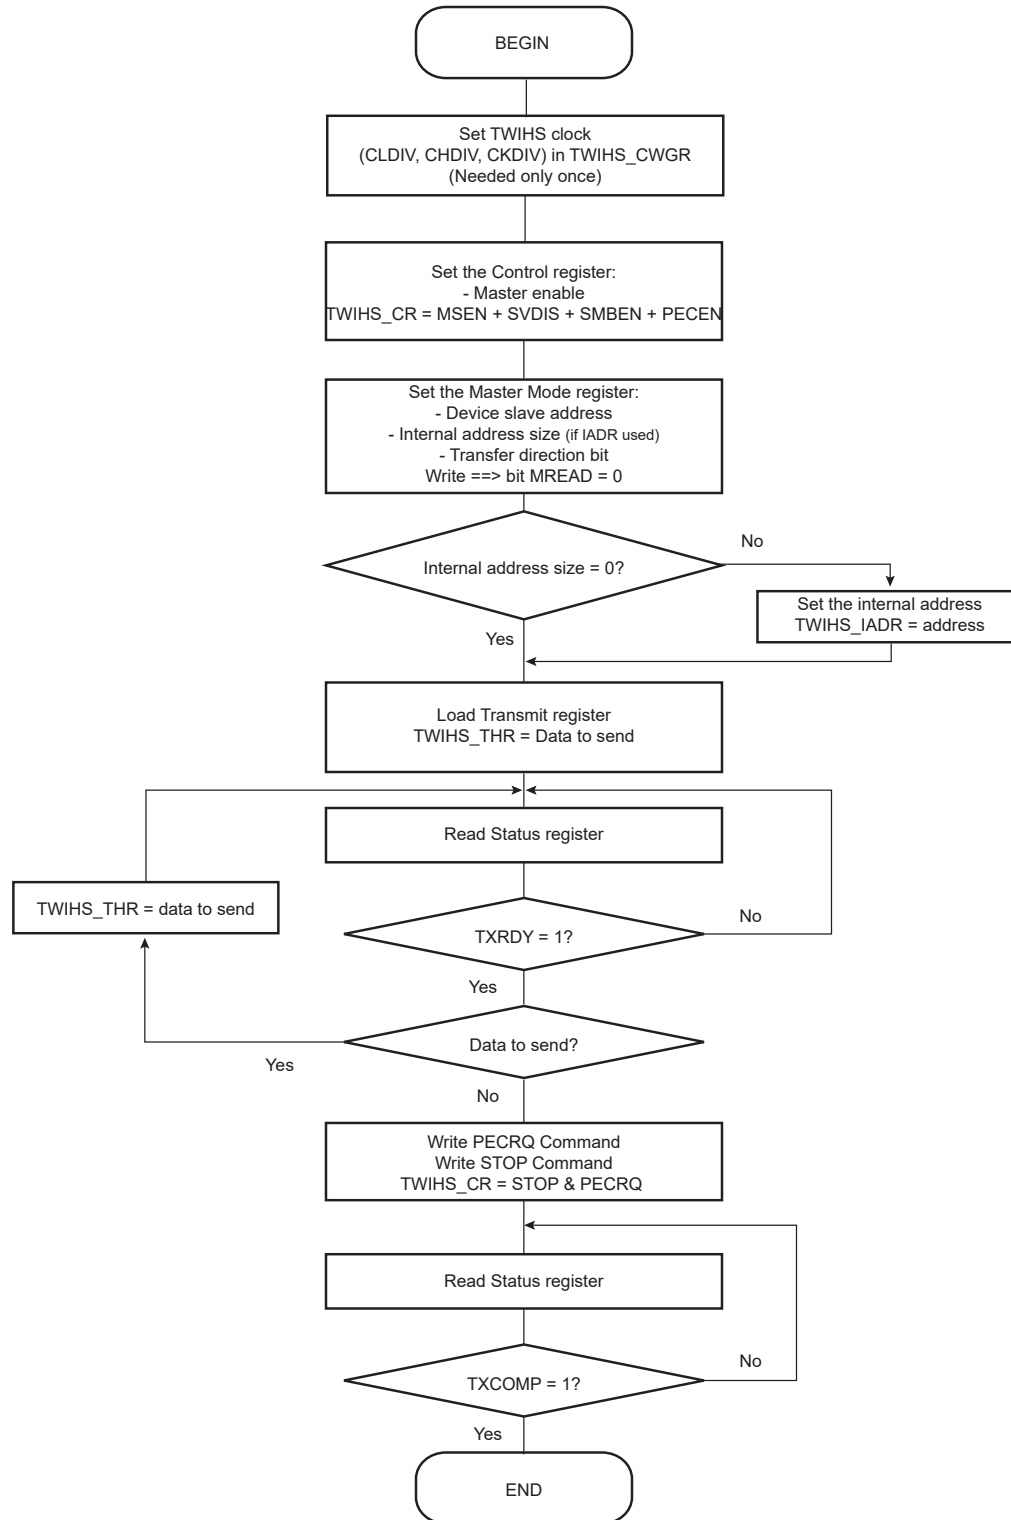 BEGIN
Set TWIHS clock
(CLDIV, CHDIV, CKDIV) in TWIHS_CWGR
(Needed only once)
Set the Control register:
- Master enable
TWIHS_CR = MSEN + SVDIS + SMBEN + PECEN
Set the Master Mode register:
- Device slave address
- Internal address size (if IADR used)
- Transfer direction bit
Write ==> bit MREAD = 0
Internal address size = 0?
No
Set the internal address
TWIHS_IADR = address
Yes
Load Transmit register
TWIHS_THR = Data to send
Read Status register
TWIHS_THR = data to send
TXRDY = 1?
No
Yes
Data to send?
Yes
No
Write PECRQ Command
Write STOP Command
TWIHS_CR = STOP & PECRQ
Read Status register
TXCOMP = 1?
No
Yes
END